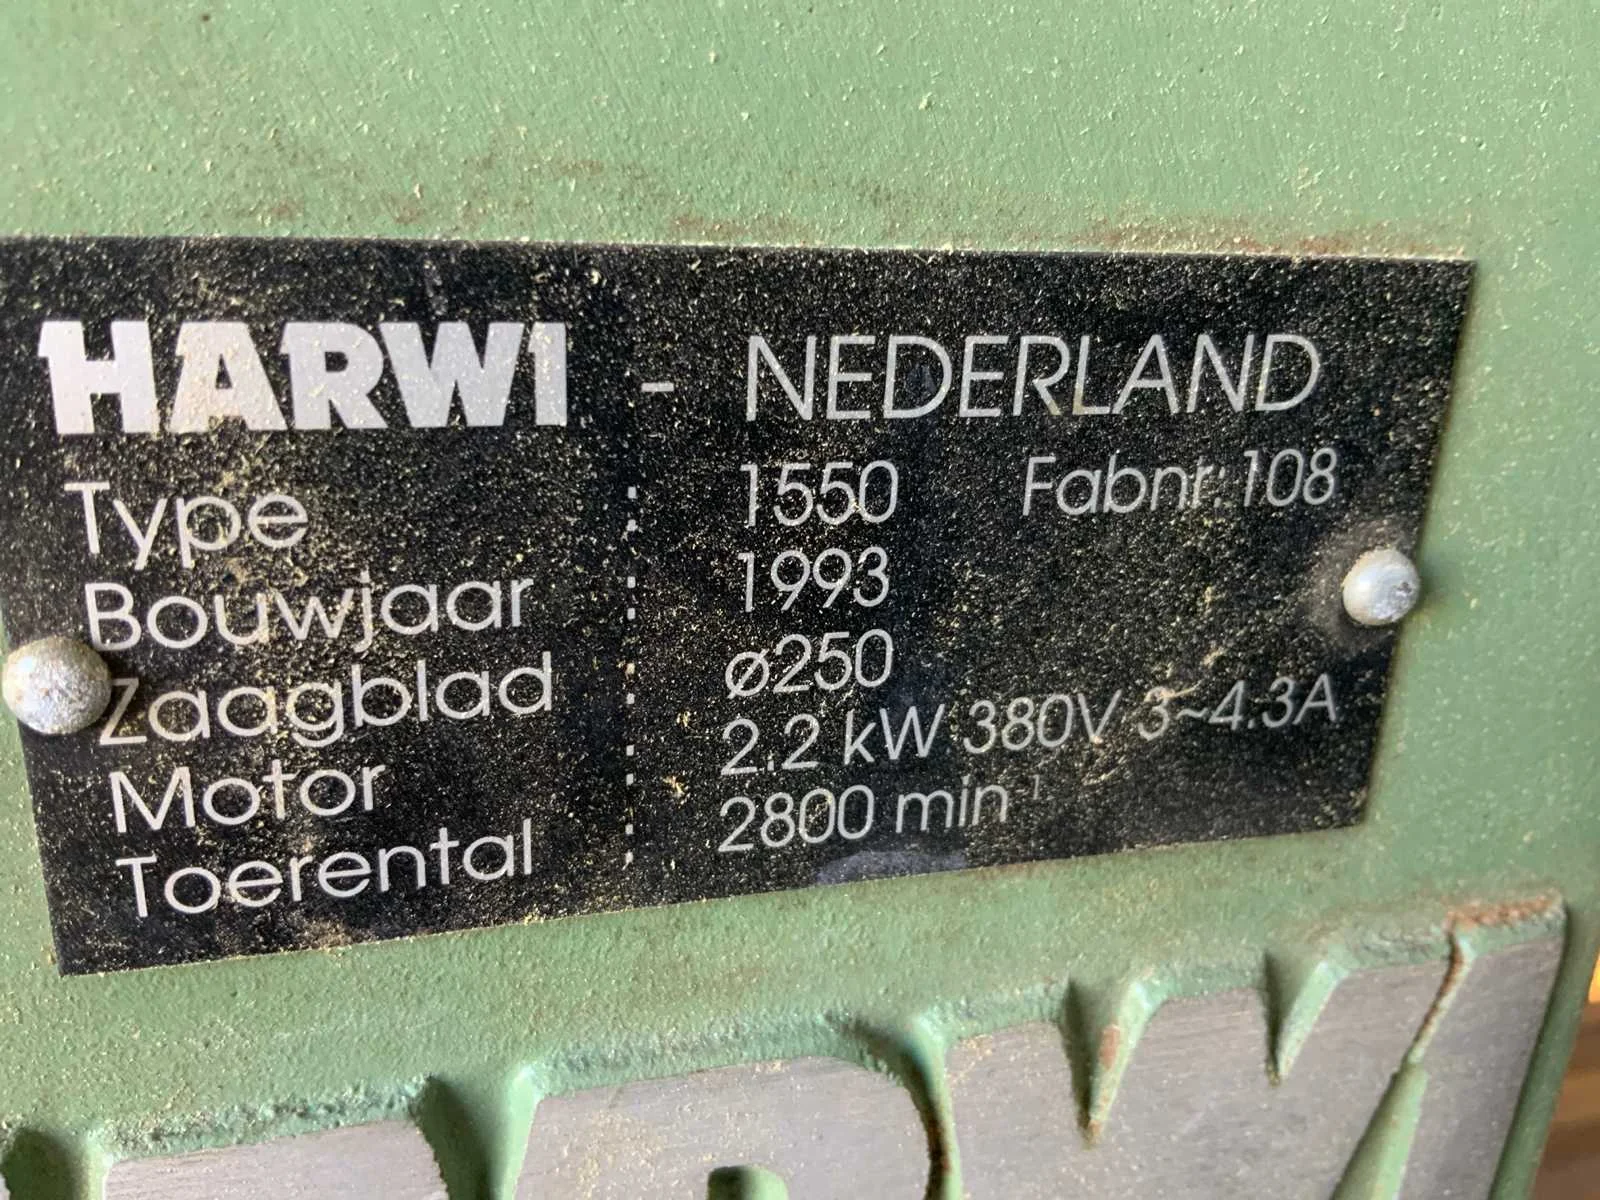 HARWI - NEDERLAND
Type : 1550 Fabnr: 108
Bouwjaar : 1993
Zaagblad : ø250
Motor : 2.2 kW 380V 3~4.3A
Toerental : 2800 min⁻¹